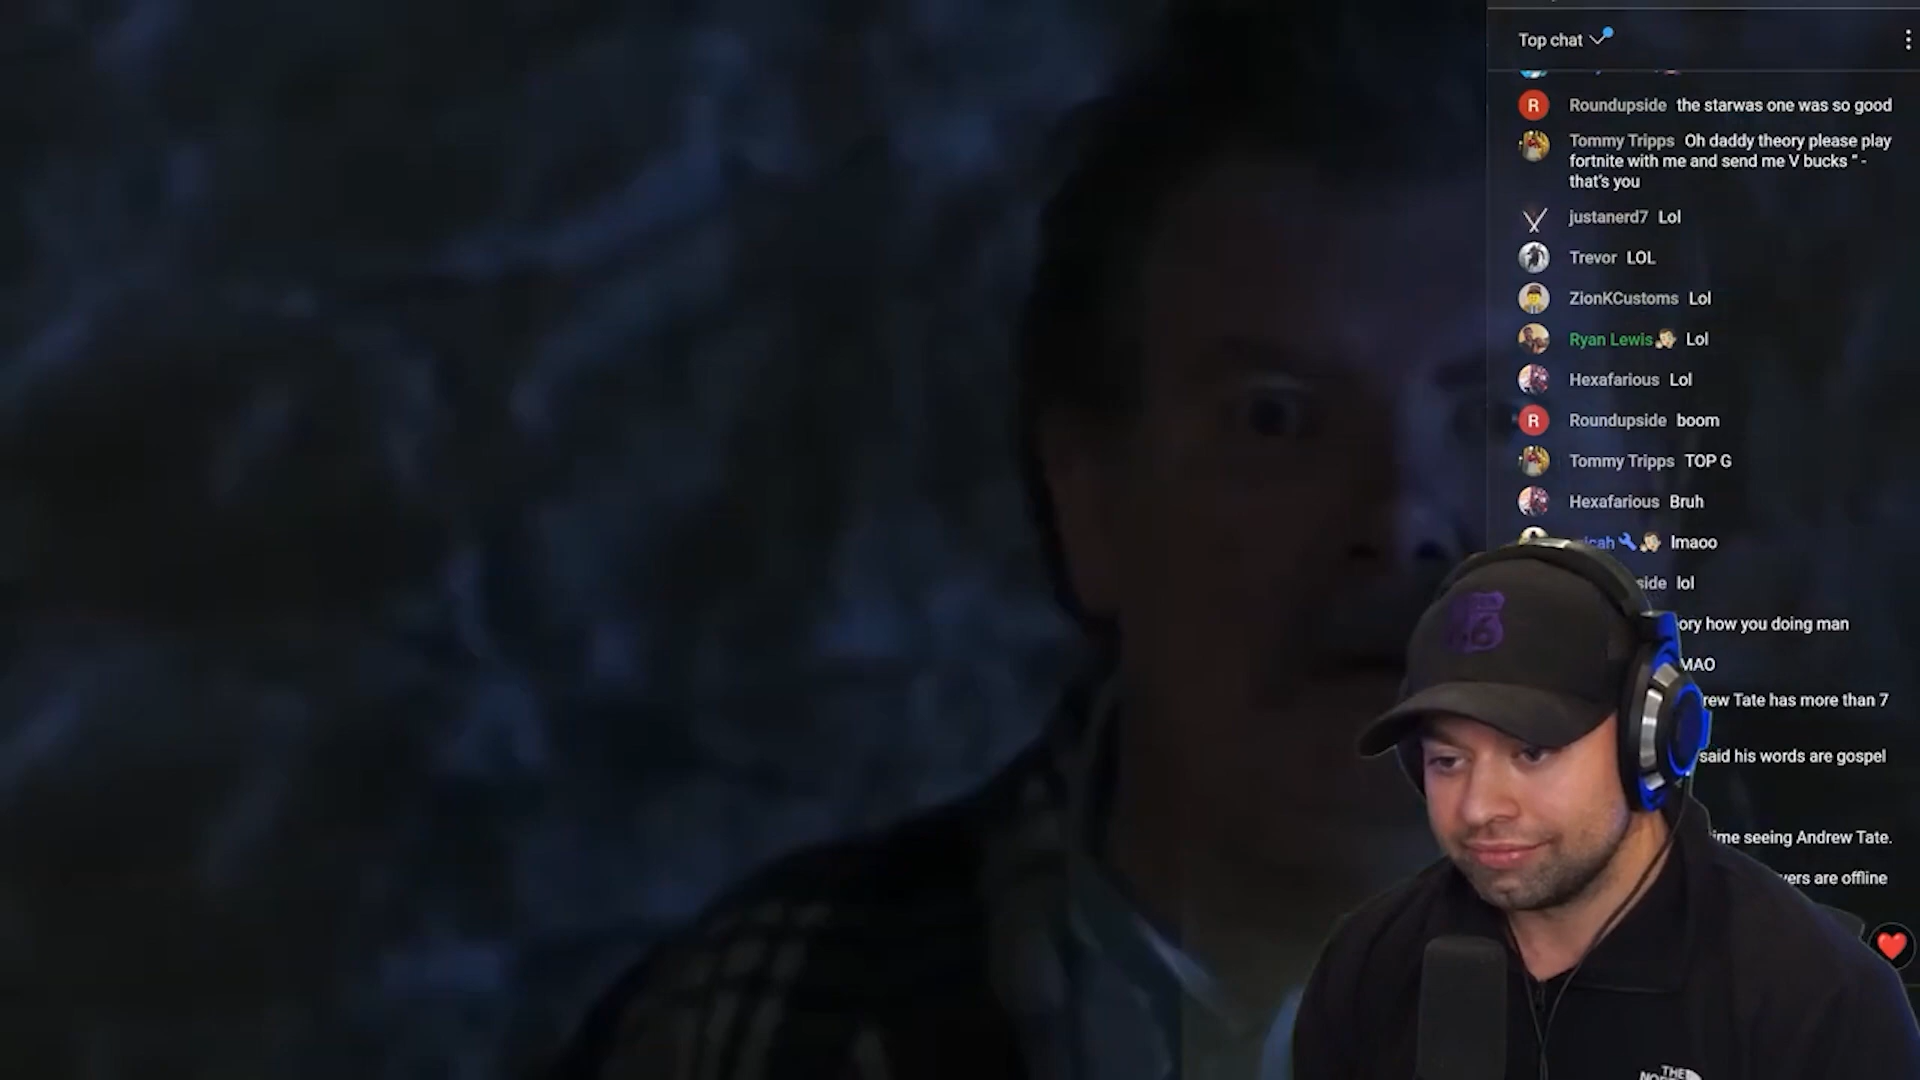 Top chat
R Roundupside the starwas one was so good
Tommy Tripps Oh daddy theory please play
fortnite with me and send me V bucks " -
that's you
justanerd7 Lol
Trevor LOL
ZionKCustoms Lol
Ryan Lewis Lol
Hexafarious Lol
R Roundupside boom
Tommy Tripps TOP G
Hexafarious Bruh
lmaoo
side lol
ory how you doing man
MAO
rew Tate has more than 7
said his words are gospel
ime seeing Andrew Tate.
vers are offline
THE